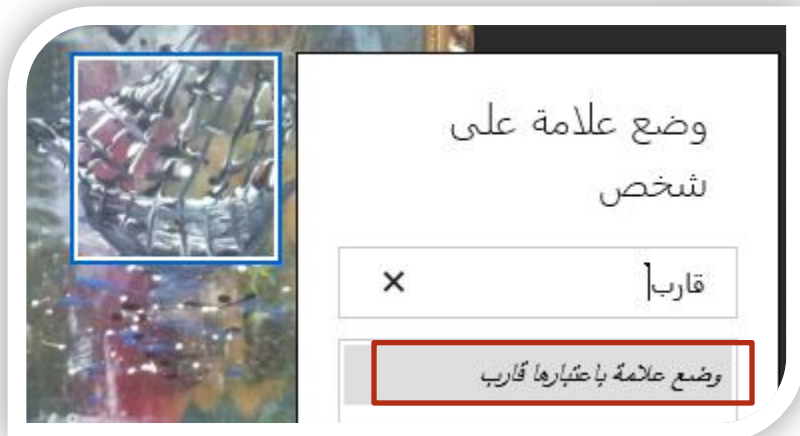 وضع علامة على
شخص
قارب
وضع علامة باعتبارها قارب